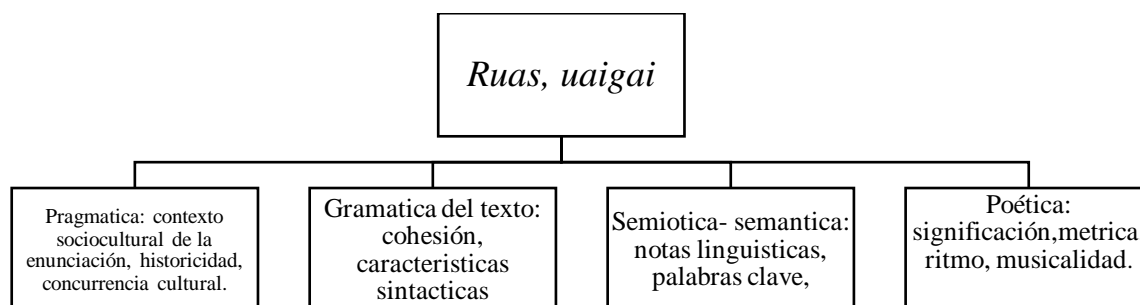 Ruas, uaigai
Pragmatica: contexto
sociocultural de la
enunciación, historicidad,
concurrencia cultural.
Gramatica del texto:
cohesión,
caracteristicas
sintacticas
Semiotica- semantica:
notas linguisticas,
palabras clave,
Poética:
significación,metrica
ritmo, musicalidad.